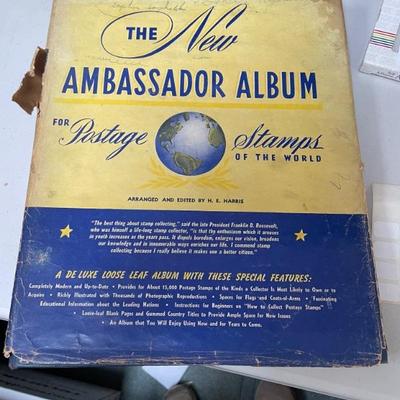 THE New
AMBASSADOR ALBUM
FOR Postage Stamps
OF THE WORLD
ARRANGED AND EDITED BY H. E. HARRIS
"The best thing about stamp collecting," said the late President Franklin D. Roosevelt,
who was himself a life-long stamp collector, "is that the enthusiasm which it arouses
in youth increases as the years pass. It dispels boredom, enlarges our vision, broadens
our knowledge and in innumerable ways enriches our life. I commend stamp
collecting because I really believe it makes one a better citizen."
A DE LUXE LOOSE LEAF ALBUM WITH THESE SPECIAL FEATURES:
Completely Modern and Up-to-Date • Provides for About 15,000 Postage Stamps of the Kinds a Collector Is Most Likely to Own or to
Acquire • Richly Illustrated with Thousands of Photographic Reproductions • Spaces for Flags and Coats-of-Arms • Fascinating
Educational Information about the Leading Nations • Instructions for Beginners on "How to Collect Postage Stamps"
• Loose-leaf Blank Pages and Gummed Country Titles to Provide Ample Space for New Issues
• An Album that You Will Enjoy Using Now and for Years to Come.